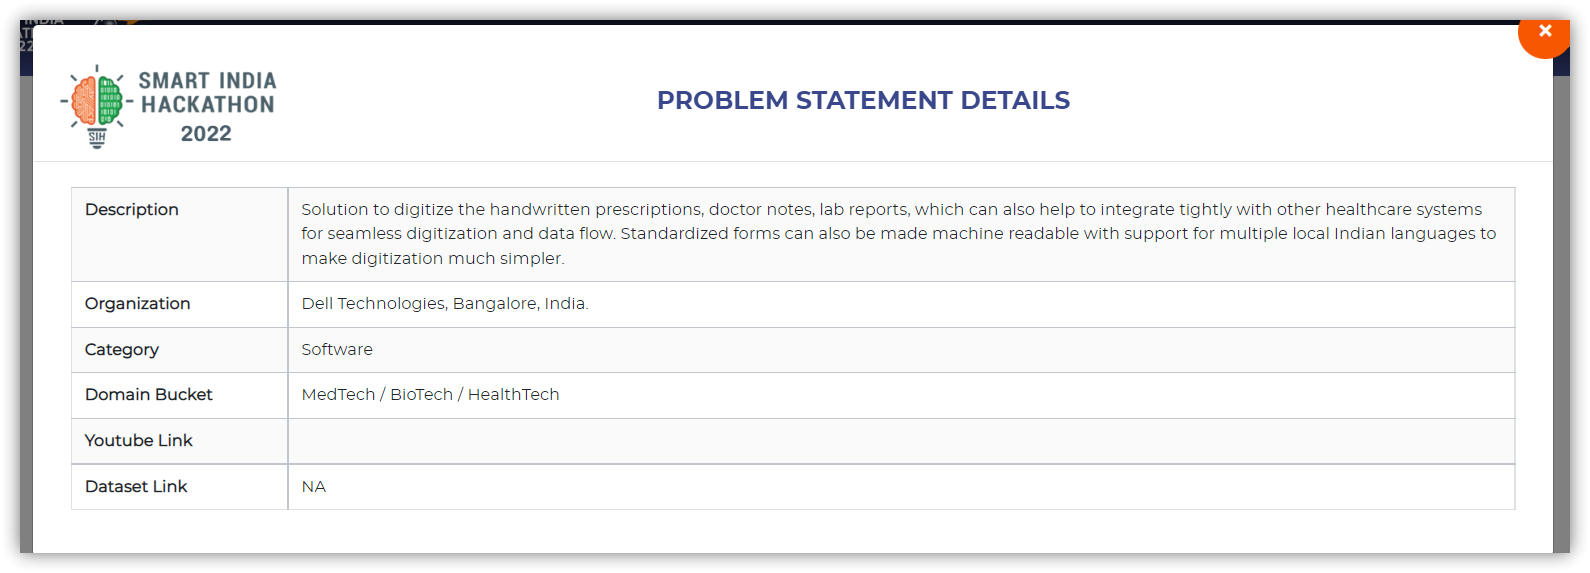 SMART INDIA
HACKATHON
2022
SIH
PROBLEM STATEMENT DETAILS
Description
Solution to digitize the handwritten prescriptions, doctor notes, lab reports, which can also help to integrate tightly with other healthcare systems
for seamless digitization and data flow. Standardized forms can also be made machine readable with support for multiple local Indian languages to
make digitization much simpler.
Organization
Dell Technologies, Bangalore, India.
Category
Software
Domain Bucket
MedTech / BioTech / HealthTech
Youtube Link
Dataset Link
NA